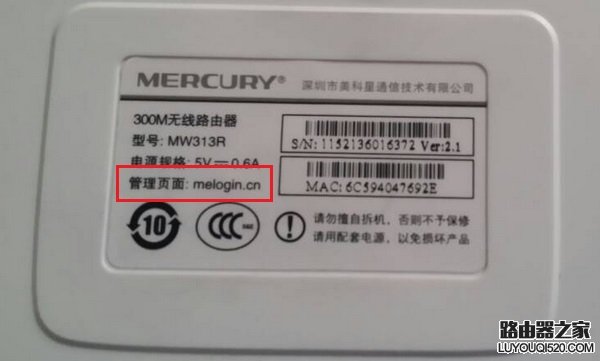 MERCURY® 深圳市美科星通信技术有限公司
300M无线路由器
型号: MW313R
电源规格: 5V⎓0.6A
管理页面: melogin.cn
S/N: 1152136016372 Ver:2.1
MAC: 6C594047692E
10
CCC
请勿擅自拆机，否则不予保修
请用配套电源，以免损坏产品
路由器之家
LUYOUQI520.COM